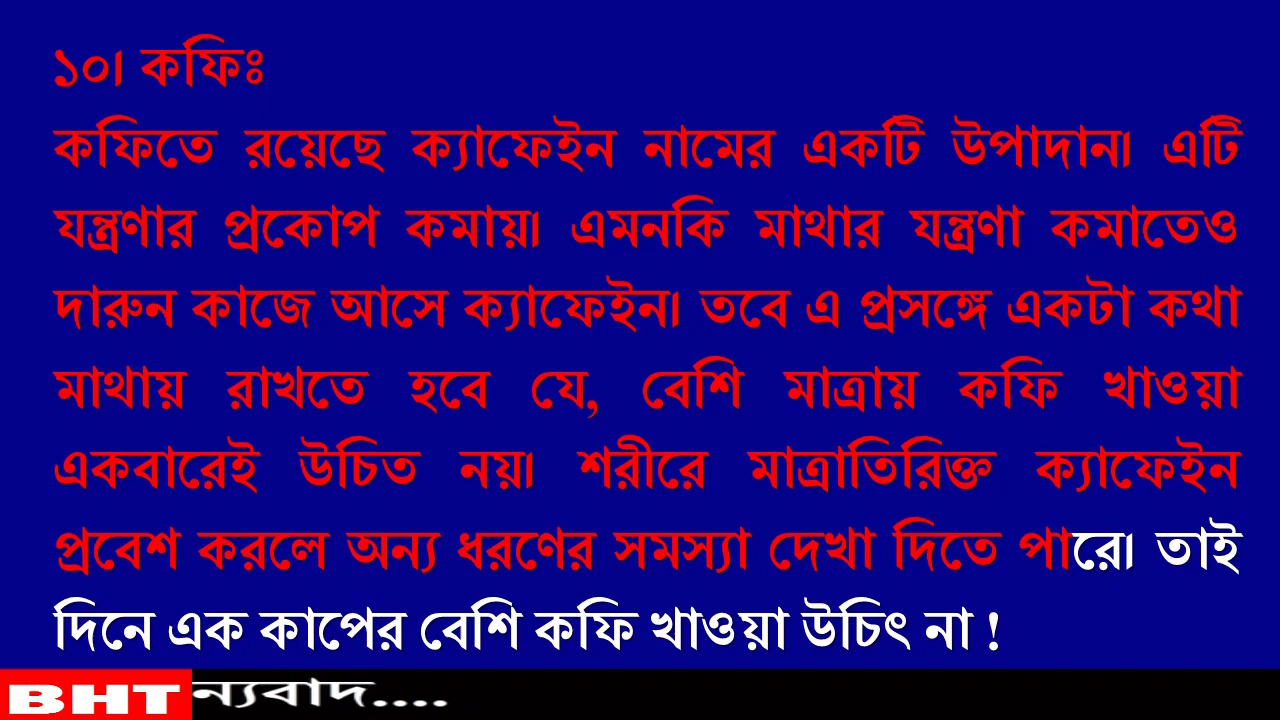 ১০। কফিঃ
কফিতে রয়েছে ক্যাফেইন নামের একটি উপাদান। এটি
যন্ত্রণার প্রকোপ কমায়। এমনকি মাথার যন্ত্রণা কমাতেও
দারুন কাজে আসে ক্যাফেইন। তবে এ প্রসঙ্গে একটা কথা
মাথায় রাখতে হবে যে, বেশি মাত্রায় কফি খাওয়া
একবারেই উচিত নয়। শরীরে মাত্রাতিরিক্ত ক্যাফেইন
প্রবেশ করলে অন্য ধরণের সমস্যা দেখা দিতে পারে। তাই
দিনে এক কাপের বেশি কফি খাওয়া উচিৎ না !
BHT ন্যবাদ....